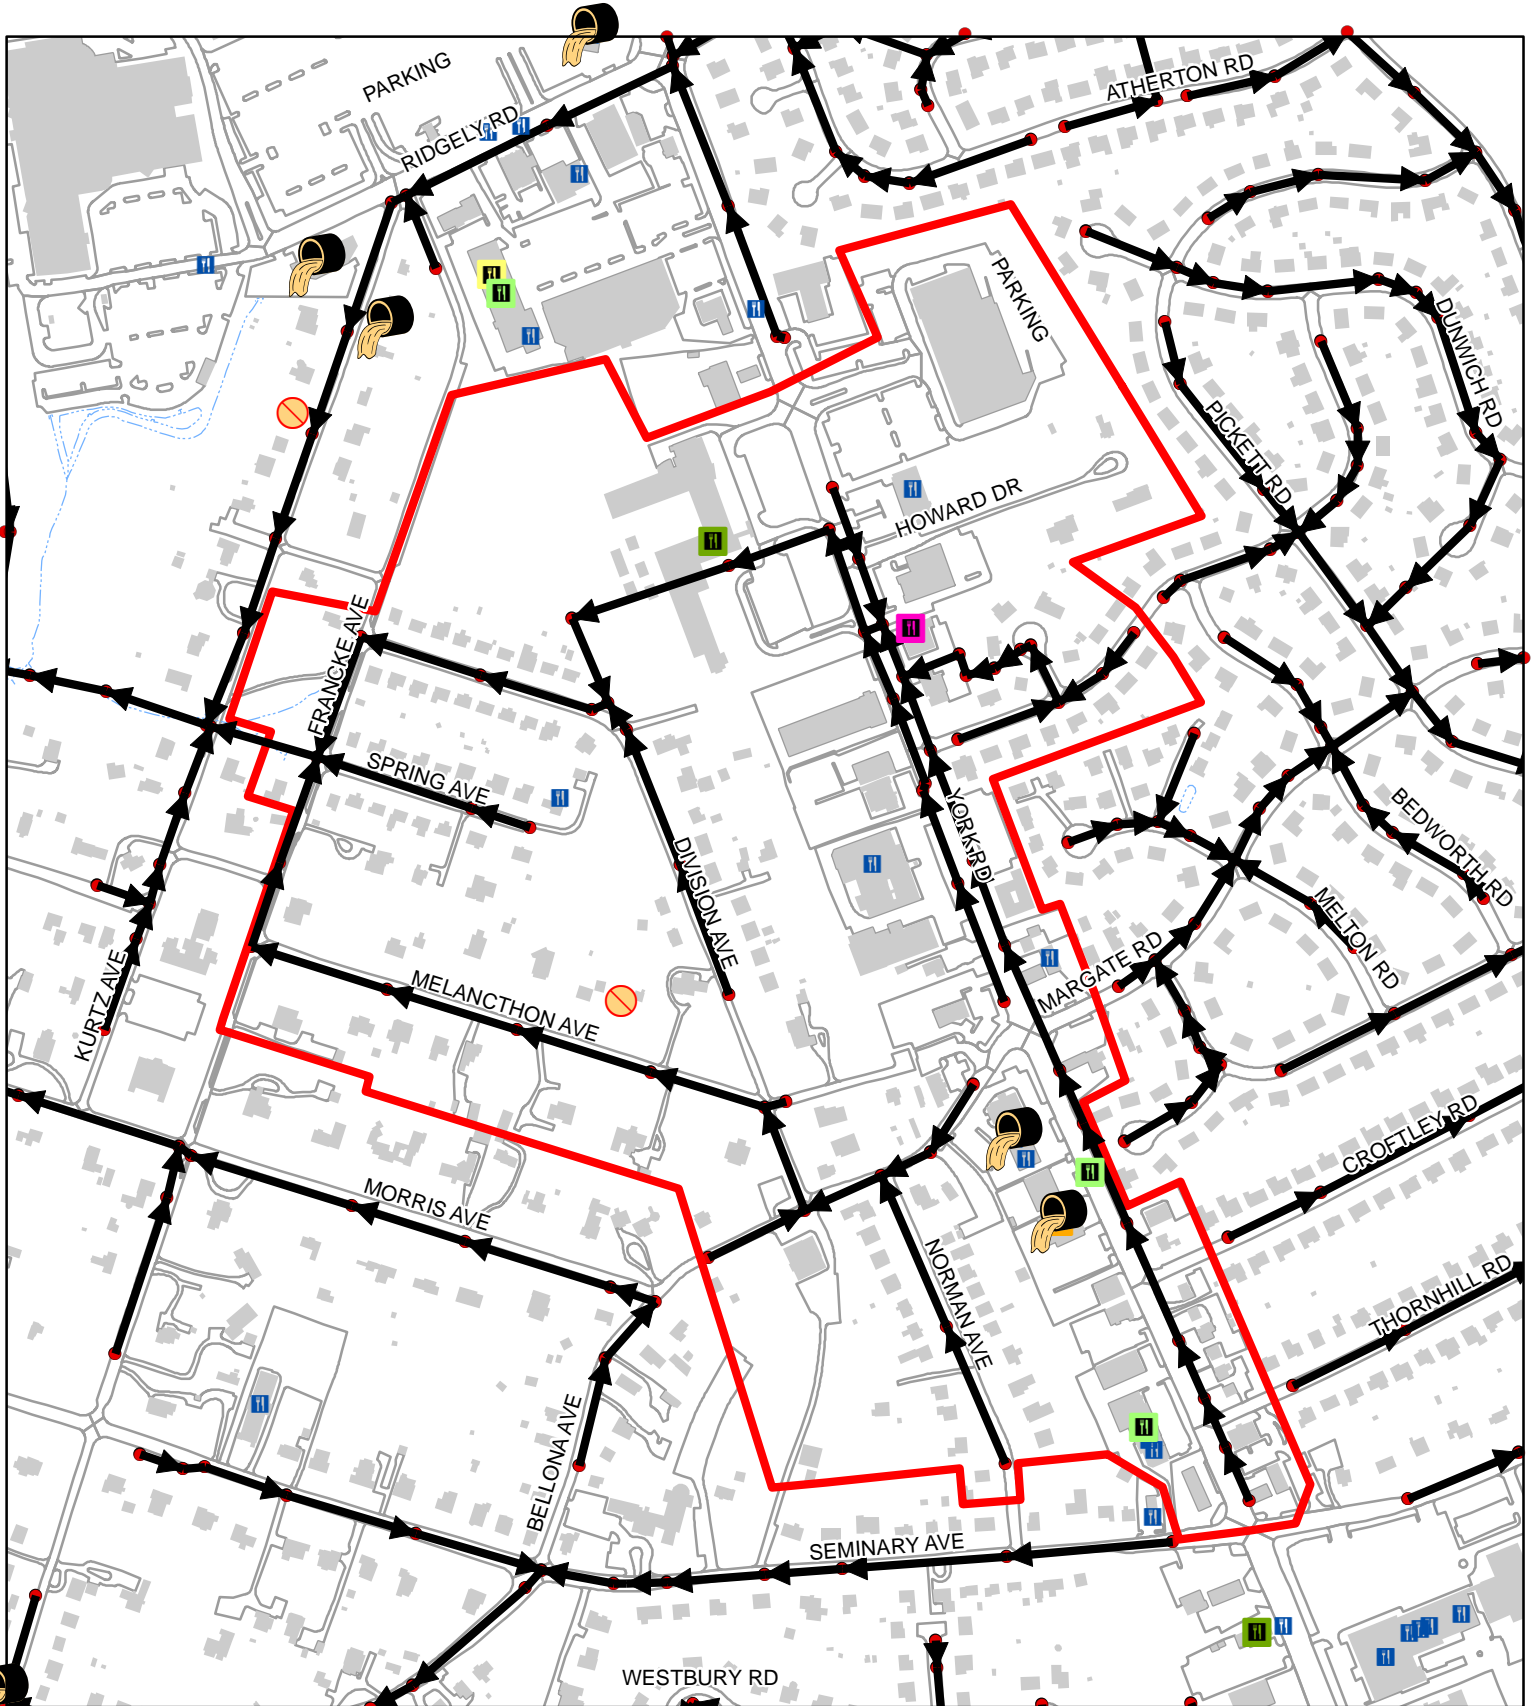 PARKING
ATHERTON RD
RIDGELY RD
PARKING
DUNWICH RD
PICKETT RD
HOWARD DR
FRANCKE AVE
SPRING AVE
YORK RD
BEDWORTH RD
DIVISION AVE
MELTON RD
MARGATE RD
KURTZ AVE
MELANCTHON AVE
CROFTLEY RD
MORRIS AVE
NORMAN AVE
THORNHILL RD
BELLONA AVE
SEMINARY AVE
WESTBURY RD